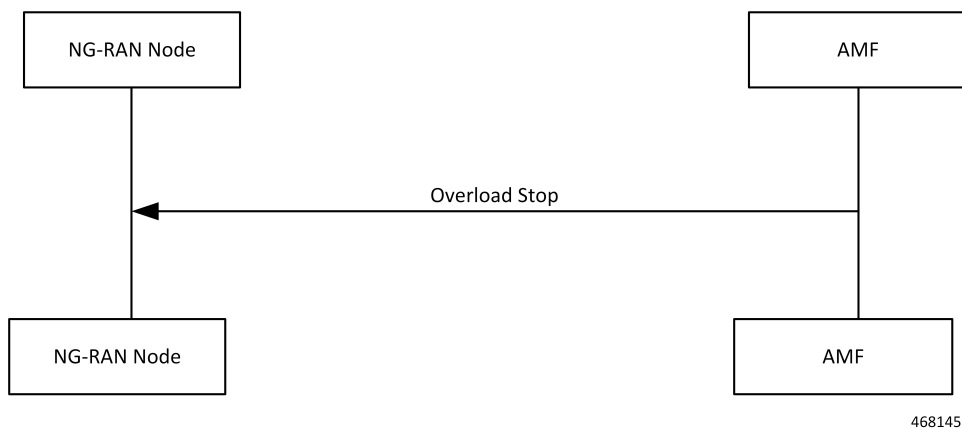 NG-RAN Node
AMF
Overload Stop
NG-RAN Node
AMF
468145